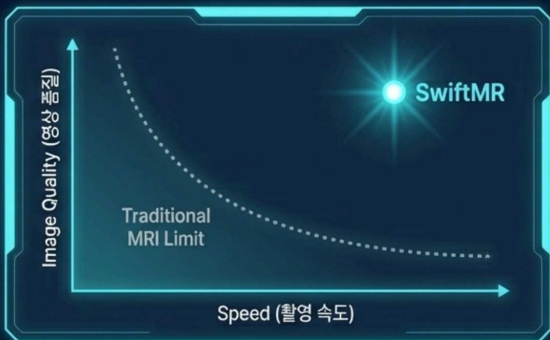 Image Quality (영상 품질)
SwiftMR
Traditional
MRI Limit
Speed (촬영 속도)